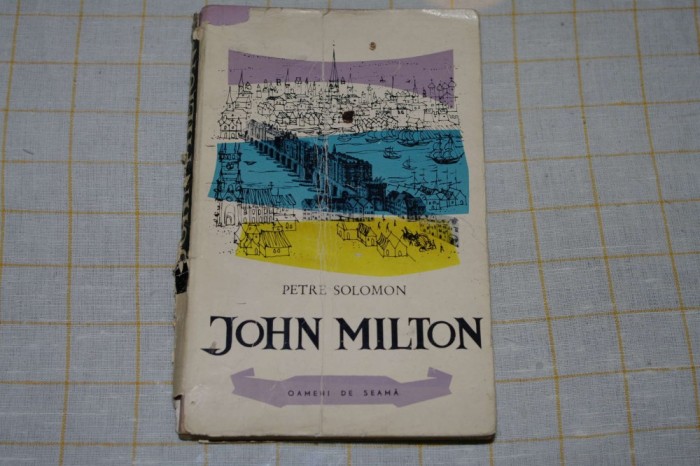 PETRE SOLOMON
JOHN MILTON
OAMENI DE SEAMĂ